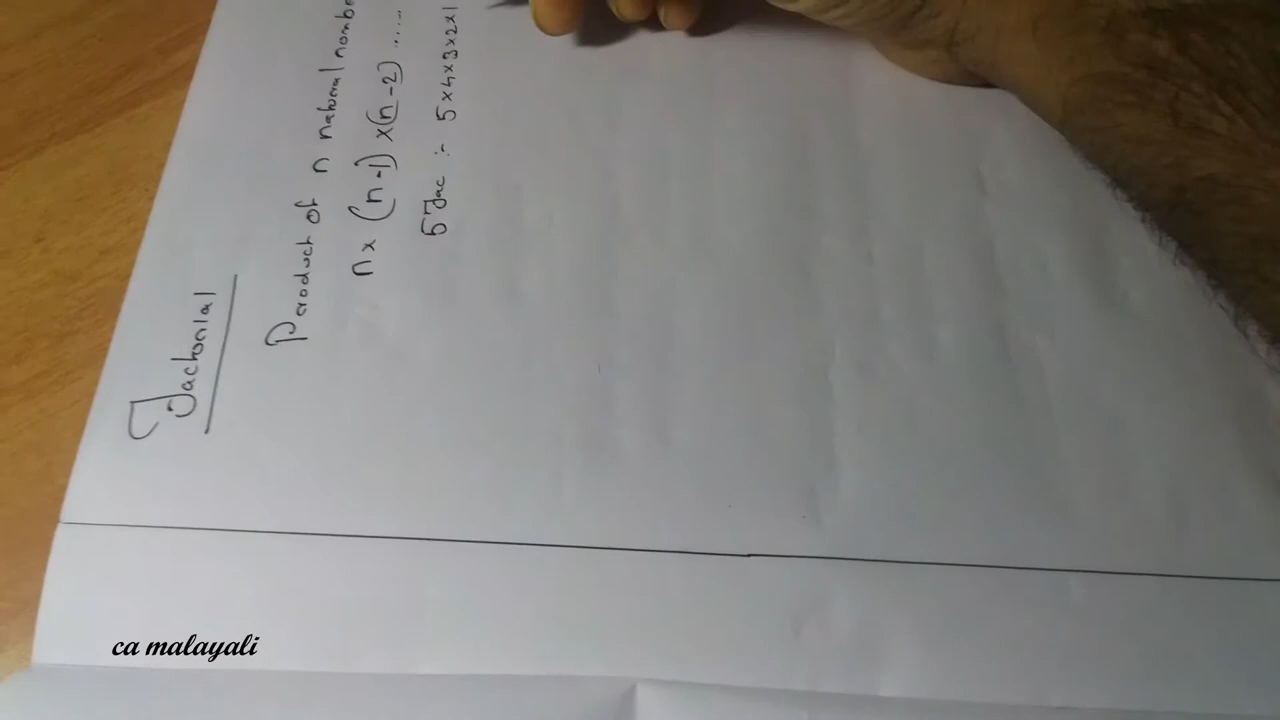 Factorial
Product of n natural numbe
n x (n-1) x (n-2) .....
5 Fac :- 5x4x3x2x1
ca malayali